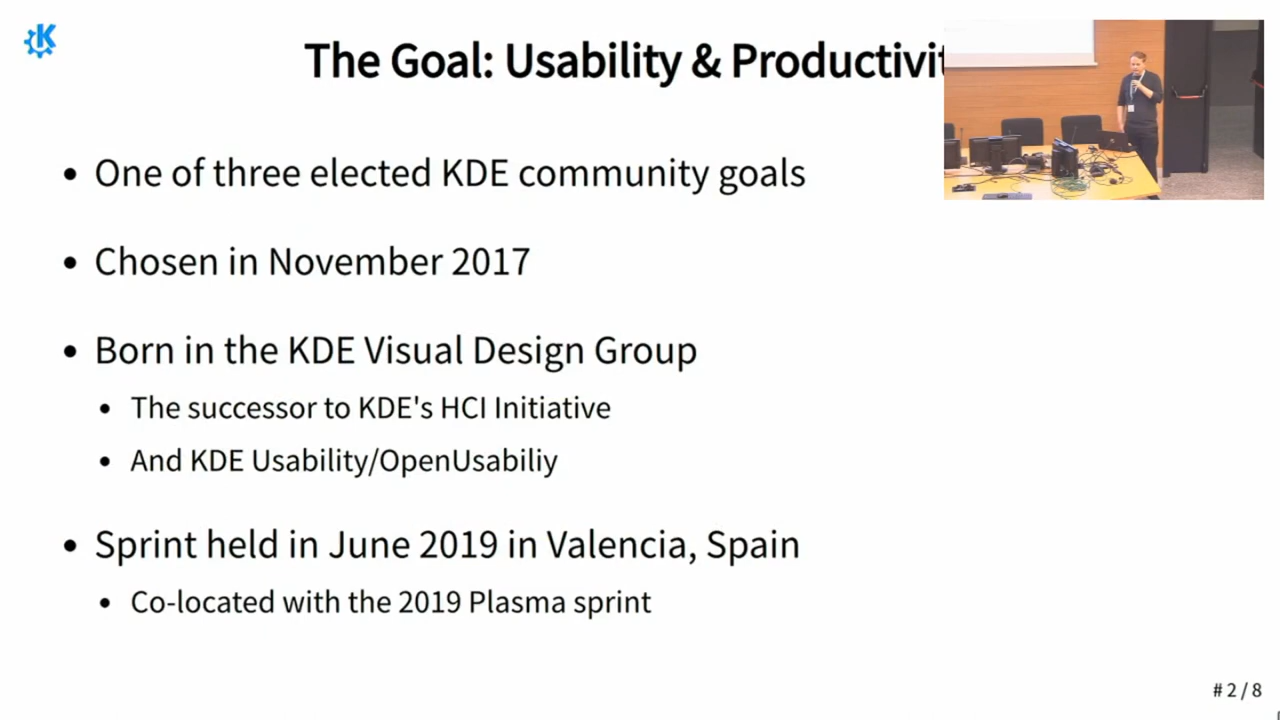 The Goal: Usability & Productivit
One of three elected KDE community goals
Chosen in November 2017
Born in the KDE Visual Design Group
The successor to KDE's HCI Initiative
And KDE Usability/OpenUsabiliy
Sprint held in June 2019 in Valencia, Spain
Co-located with the 2019 Plasma sprint
# 2 / 8